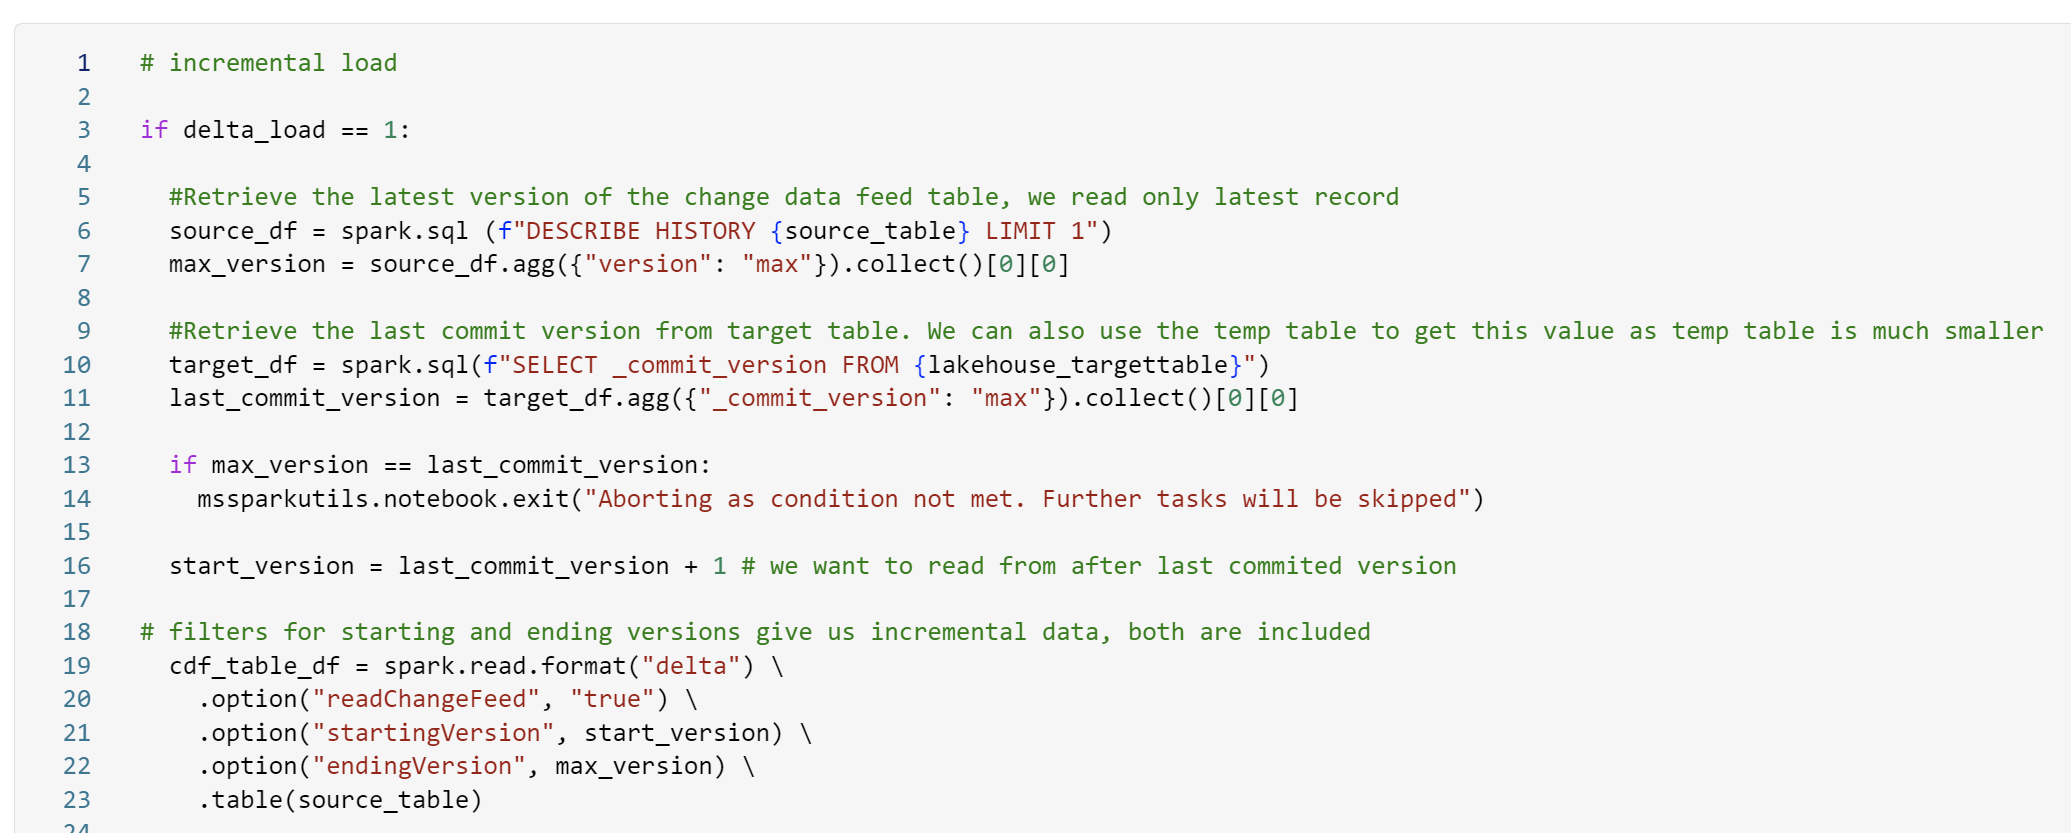 1 # incremental load
2
3 if delta_load == 1:
4
5 #Retrieve the latest version of the change data feed table, we read only latest record
6 source_df = spark.sql (f"DESCRIBE HISTORY {source_table} LIMIT 1")
7 max_version = source_df.agg({"version": "max"}).collect()[0][0]
8
9 #Retrieve the last commit version from target table. We can also use the temp table to get this value as temp table is much smaller
10 target_df = spark.sql(f"SELECT _commit_version FROM {lakehouse_targettable}")
11 last_commit_version = target_df.agg({"_commit_version": "max"}).collect()[0][0]
12
13 if max_version == last_commit_version:
14 mssparkutils.notebook.exit("Aborting as condition not met. Further tasks will be skipped")
15
16 start_version = last_commit_version + 1 # we want to read from after last commited version
17
18 # filters for starting and ending versions give us incremental data, both are included
19 cdf_table_df = spark.read.format("delta") \
20 .option("readChangeFeed", "true") \
21 .option("startingVersion", start_version) \
22 .option("endingVersion", max_version) \
23 .table(source_table)
24